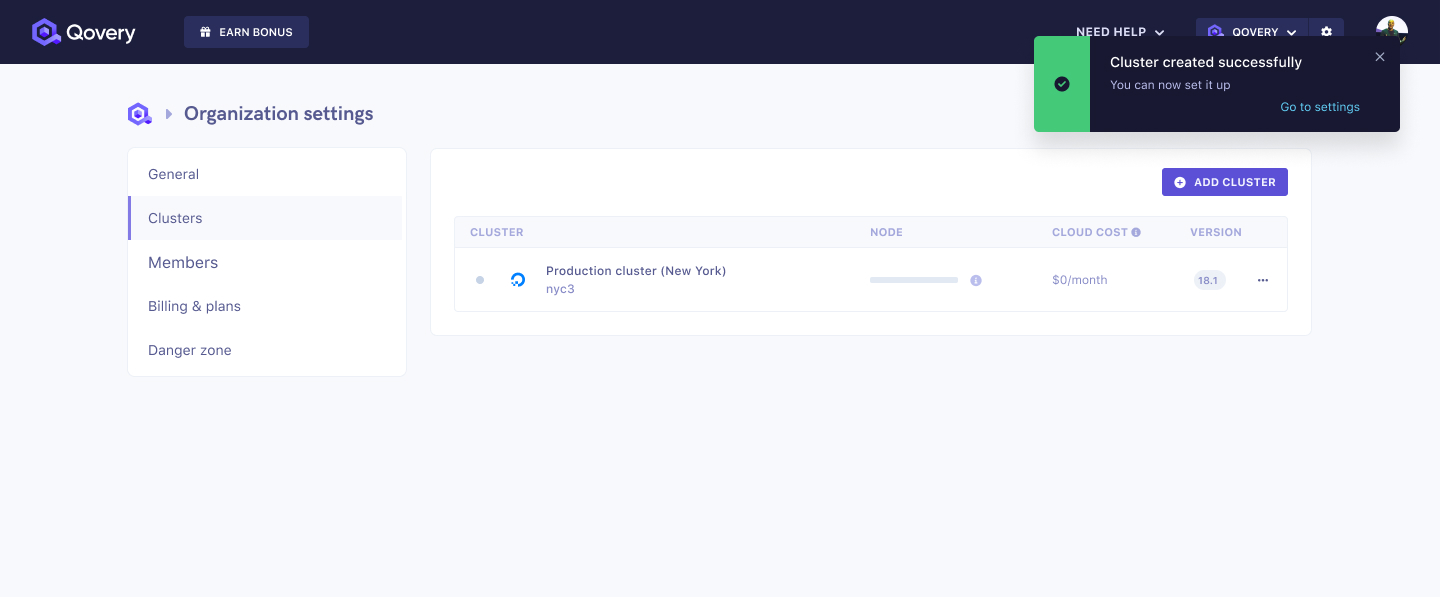 Qovery
EARN BONUS
NEED HELP
QOVERY
Cluster created successfully
You can now set it up
Go to settings
Organization settings
General
Clusters
Members
Billing & plans
Danger zone
ADD CLUSTER
CLUSTER NODE CLOUD COST VERSION
Production cluster (New York)
nyc3
$0/month
18.1